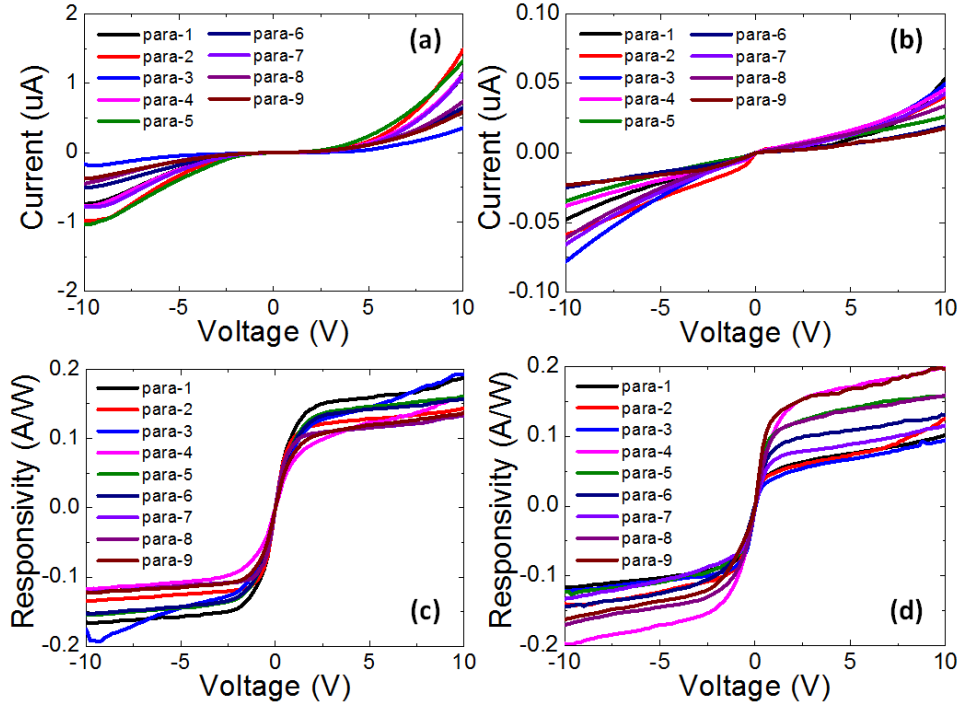 (a)
Current (uA)
2
1
0
-1
-2
para-1 para-6
para-2 para-7
para-3 para-8
para-4 para-9
para-5
-10 -5 0 5 10
Voltage (V)
(b)
Current (uA)
0.10
0.05
0.00
-0.05
-0.10
para-1 para-6
para-2 para-7
para-3 para-8
para-4 para-9
para-5
-10 -5 0 5 10
Voltage (V)
(c)
Responsivity (A/W)
0.2
0.1
0.0
-0.1
-0.2
para-1
para-2
para-3
para-4
para-5
para-6
para-7
para-8
para-9
-10 -5 0 5 10
Voltage (V)
(d)
Responsivity (A/W)
0.2
0.1
0.0
-0.1
-0.2
para-1
para-2
para-3
para-4
para-5
para-6
para-7
para-8
para-9
-10 -5 0 5 10
Voltage (V)